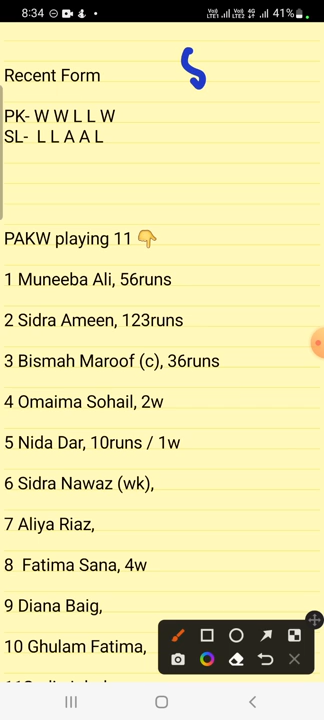 8:34 41%
Recent Form
PK- W W L L W
SL- L L A A L
PAKW playing 11 👇
1 Muneeba Ali, 56runs
2 Sidra Ameen, 123runs
3 Bismah Maroof (c), 36runs
4 Omaima Sohail, 2w
5 Nida Dar, 10runs / 1w
6 Sidra Nawaz (wk),
7 Aliya Riaz,
8 Fatima Sana, 4w
9 Diana Baig,
10 Ghulam Fatima,